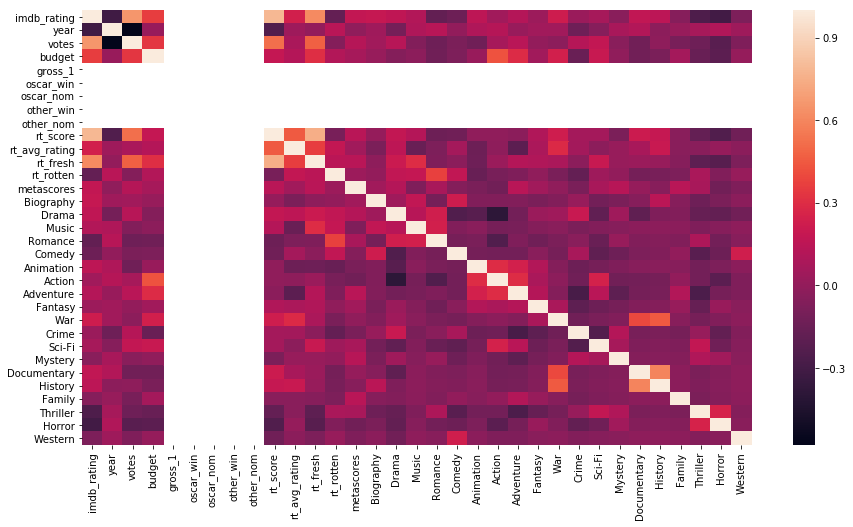 imdb_rating
year
votes
budget
gross_1
oscar_win
oscar_nom
other_win
other_nom
rt_score
rt_avg_rating
rt_fresh
rt_rotten
metascores
Biography
Drama
Music
Romance
Comedy
Animation
Action
Adventure
Fantasy
War
Crime
Sci-Fi
Mystery
Documentary
History
Family
Thriller
Horror
Western
imdb_rating
year
votes
budget
gross_1
oscar_win
oscar_nom
other_win
other_nom
rt_score
rt_avg_rating
rt_fresh
rt_rotten
metascores
Biography
Drama
Music
Romance
Comedy
Animation
Action
Adventure
Fantasy
War
Crime
Sci-Fi
Mystery
Documentary
History
Family
Thriller
Horror
Western
0.9
0.6
0.3
0.0
−0.3